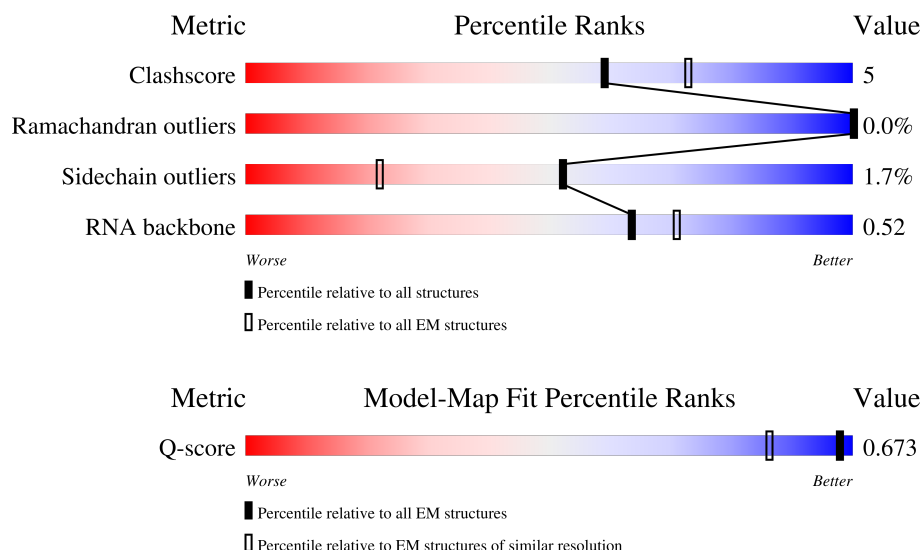 Metric Percentile Ranks Value
Clashscore 5
Ramachandran outliers 0.0%
Sidechain outliers 1.7%
RNA backbone 0.52
Worse Better
Percentile relative to all structures
Percentile relative to all EM structures
Metric Model-Map Fit Percentile Ranks Value
Q-score 0.673
Worse Better
Percentile relative to all EM structures
Percentile relative to EM structures of similar resolution